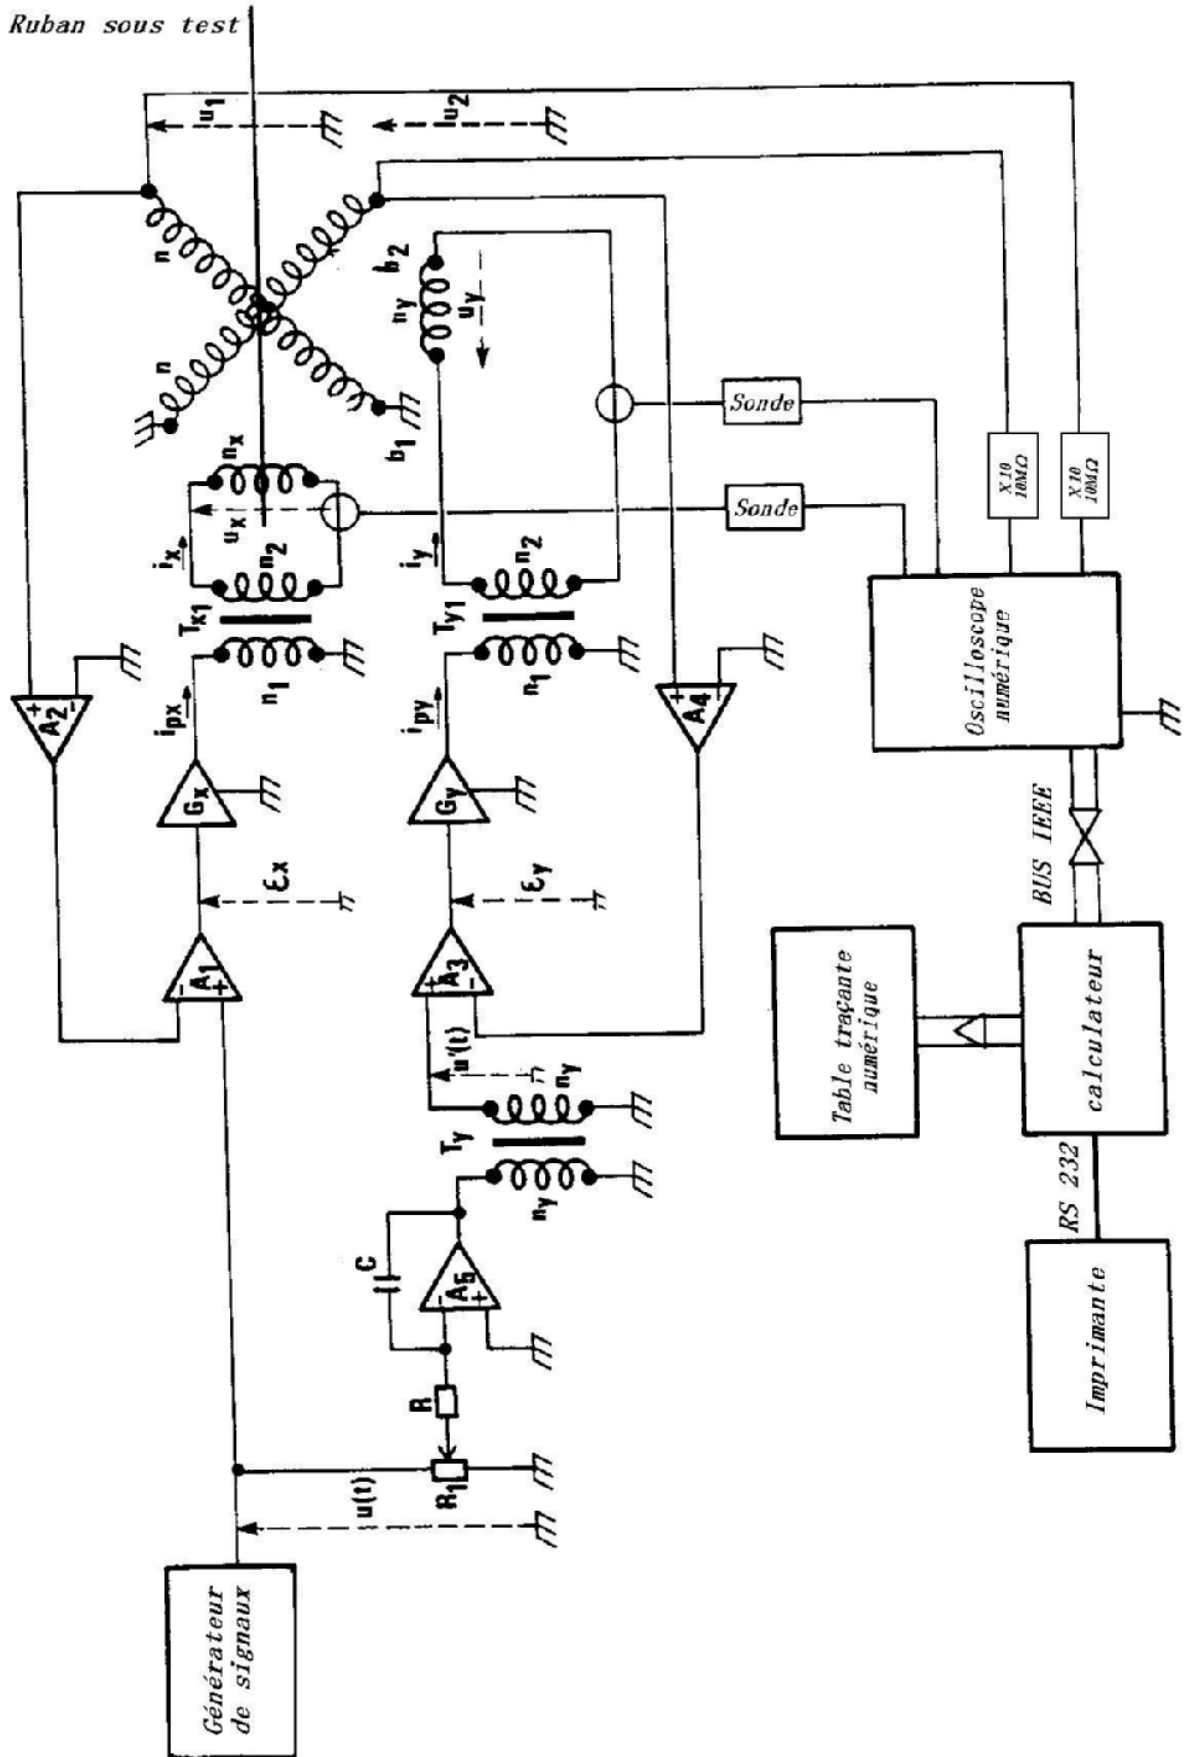 Ruban sous test
u1
u2
n
n
nx
b1
b2
ny
uy
ux
ix
n2
Tx1
n1
ipx
iy
n2
Ty1
n1
ipy
+
-
A2
Gx
Gy
+
-
A4
εx
εy
-
+
A1
+
-
A3
u'(t)
ny
Ty
ny
C
-
+
A5
R
R1
u(t)
Générateur
de signaux
Sonde
Sonde
X10
10MΩ
X10
10MΩ
Oscilloscope
numérique
BUS IEEE
Table traçante
numérique
calculateur
RS 232
Imprimante